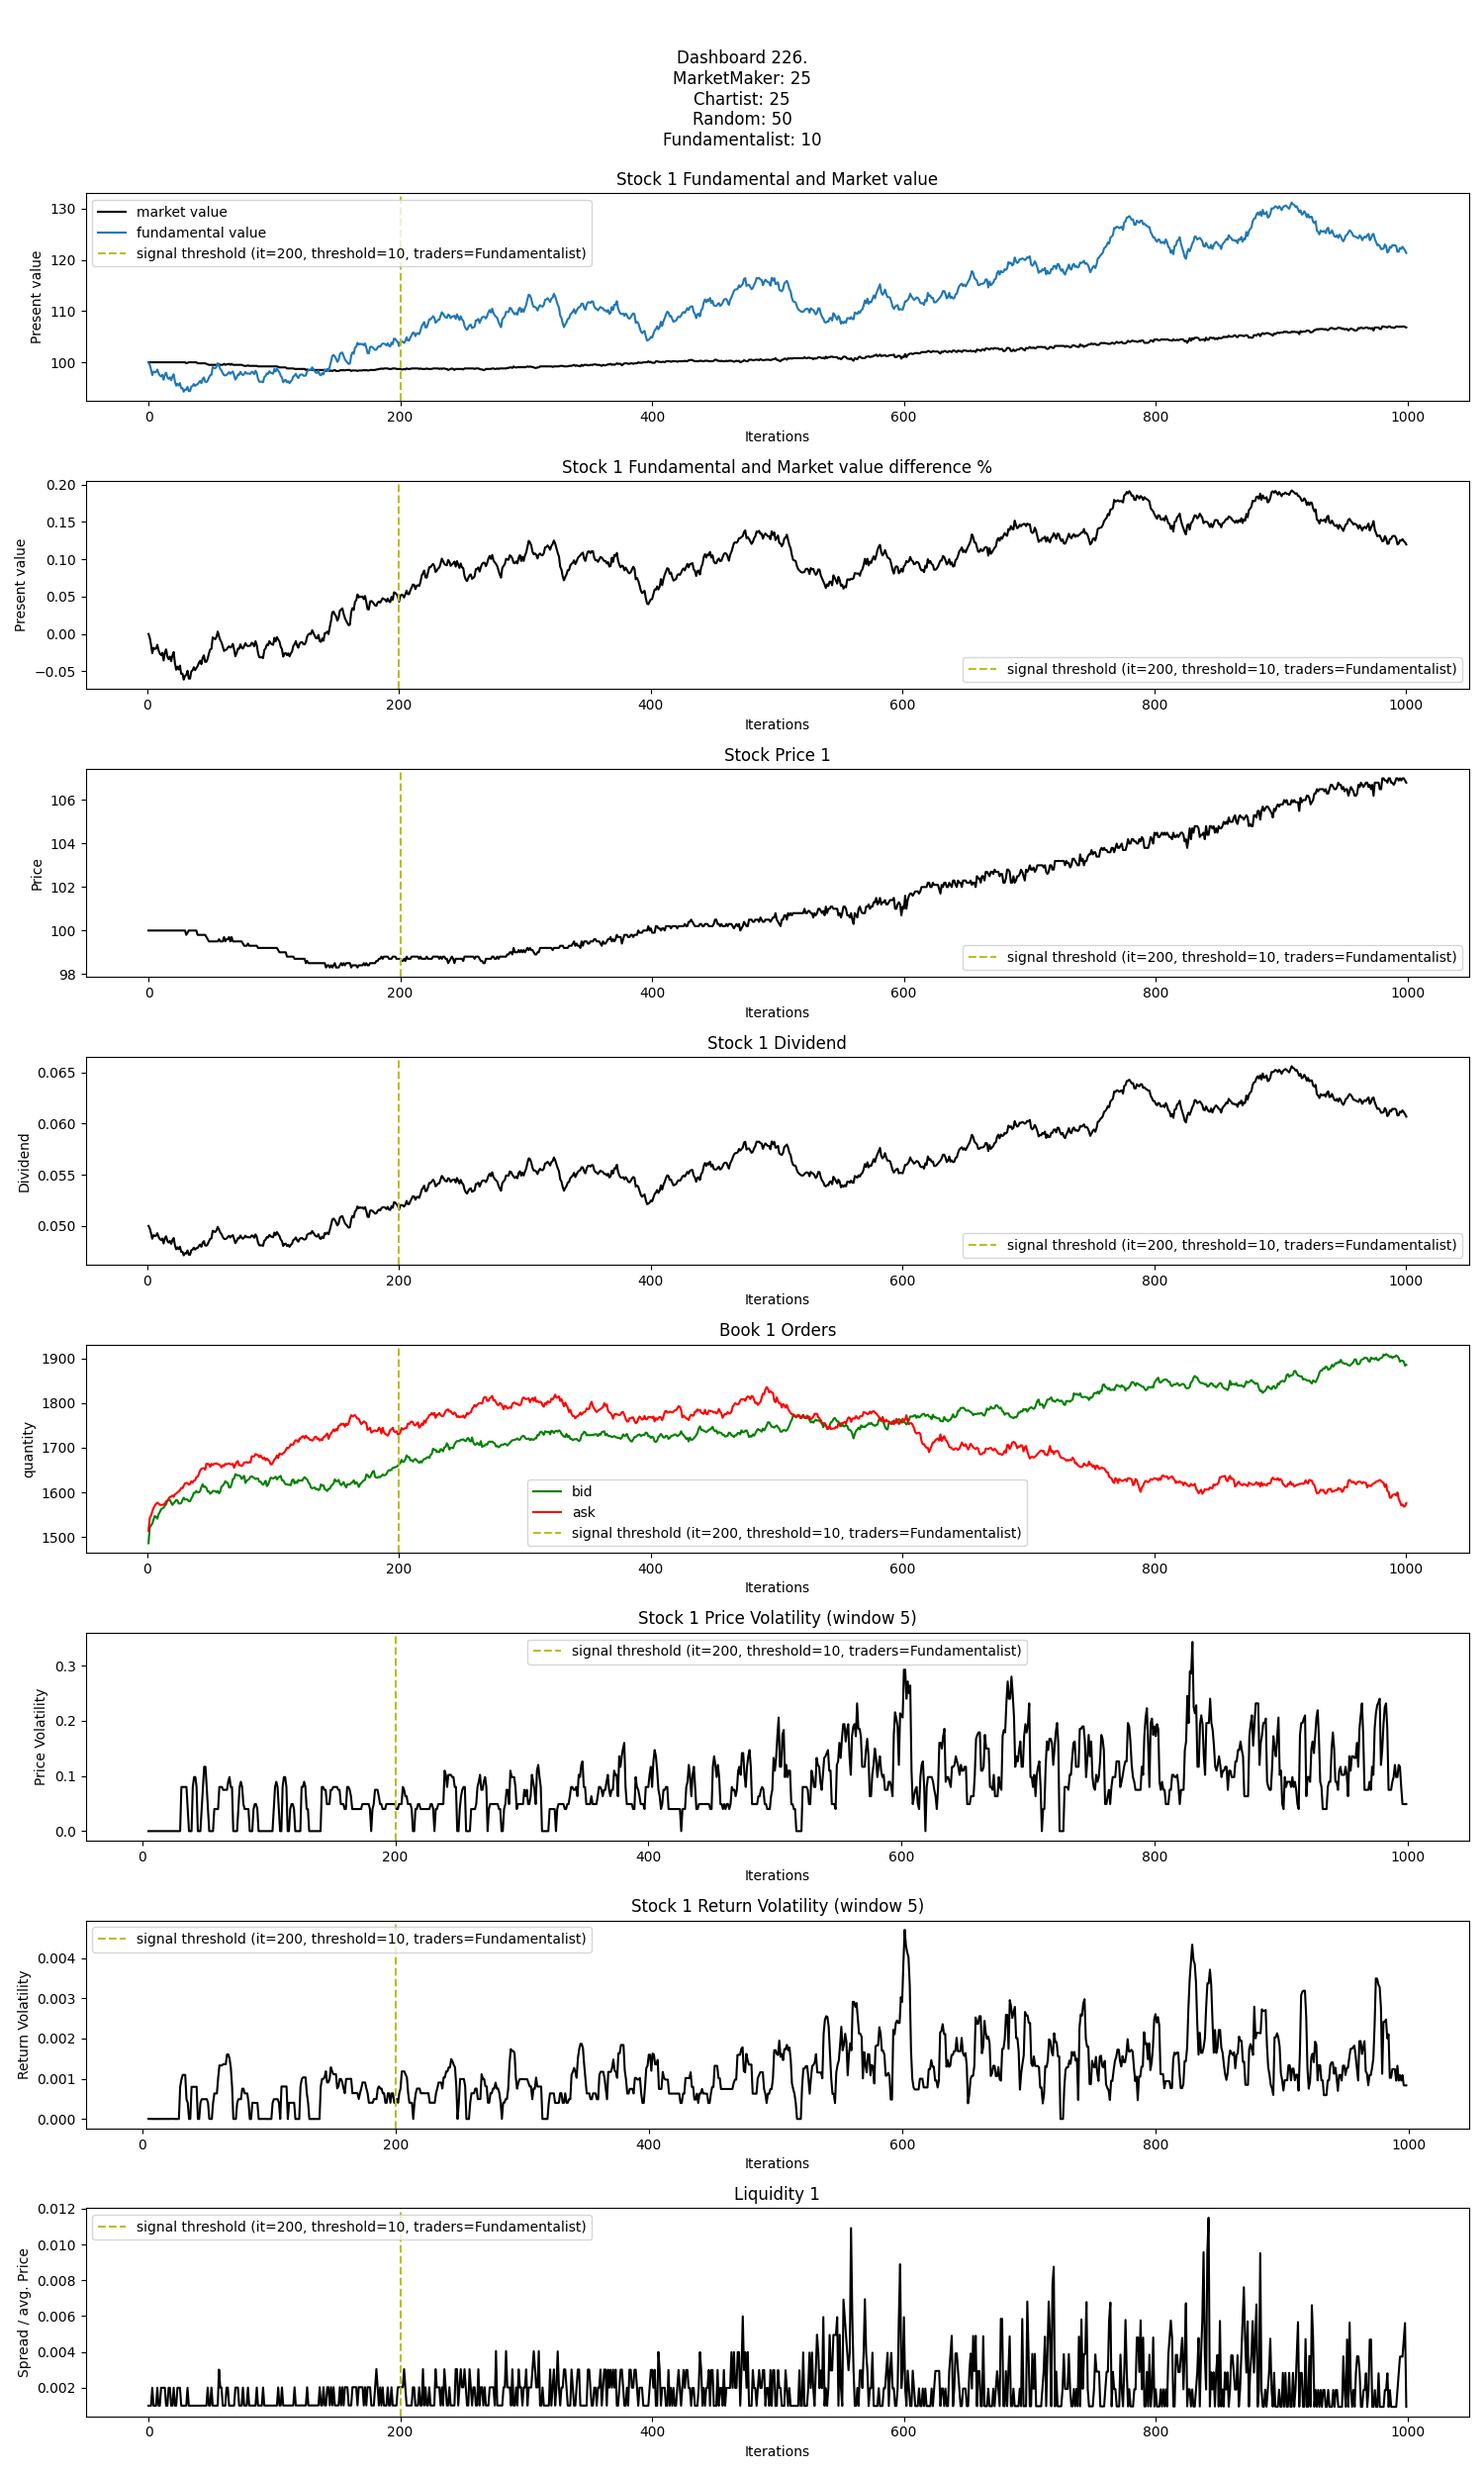 Dashboard 226.
MarketMaker: 25
Chartist: 25
Random: 50
Fundamentalist: 10
Stock 1 Fundamental and Market value
130
120
110
100
Present value
market value
fundamental value
signal threshold (it=200, threshold=10, traders=Fundamentalist)
0 200 400 600 800 1000
Iterations
Stock 1 Fundamental and Market value difference %
0.20
0.15
0.10
0.05
0.00
−0.05
Present value
signal threshold (it=200, threshold=10, traders=Fundamentalist)
0 200 400 600 800 1000
Iterations
Stock Price 1
106
104
102
100
98
Price
signal threshold (it=200, threshold=10, traders=Fundamentalist)
0 200 400 600 800 1000
Iterations
Stock 1 Dividend
0.065
0.060
0.055
0.050
Dividend
signal threshold (it=200, threshold=10, traders=Fundamentalist)
0 200 400 600 800 1000
Iterations
Book 1 Orders
1900
1800
1700
1600
1500
quantity
bid
ask
signal threshold (it=200, threshold=10, traders=Fundamentalist)
0 200 400 600 800 1000
Iterations
Stock 1 Price Volatility (window 5)
0.3
0.2
0.1
0.0
Price Volatility
signal threshold (it=200, threshold=10, traders=Fundamentalist)
0 200 400 600 800 1000
Iterations
Stock 1 Return Volatility (window 5)
0.004
0.003
0.002
0.001
0.000
Return Volatility
signal threshold (it=200, threshold=10, traders=Fundamentalist)
0 200 400 600 800 1000
Iterations
Liquidity 1
0.012
0.010
0.008
0.006
0.004
0.002
Spread / avg. Price
signal threshold (it=200, threshold=10, traders=Fundamentalist)
0 200 400 600 800 1000
Iterations